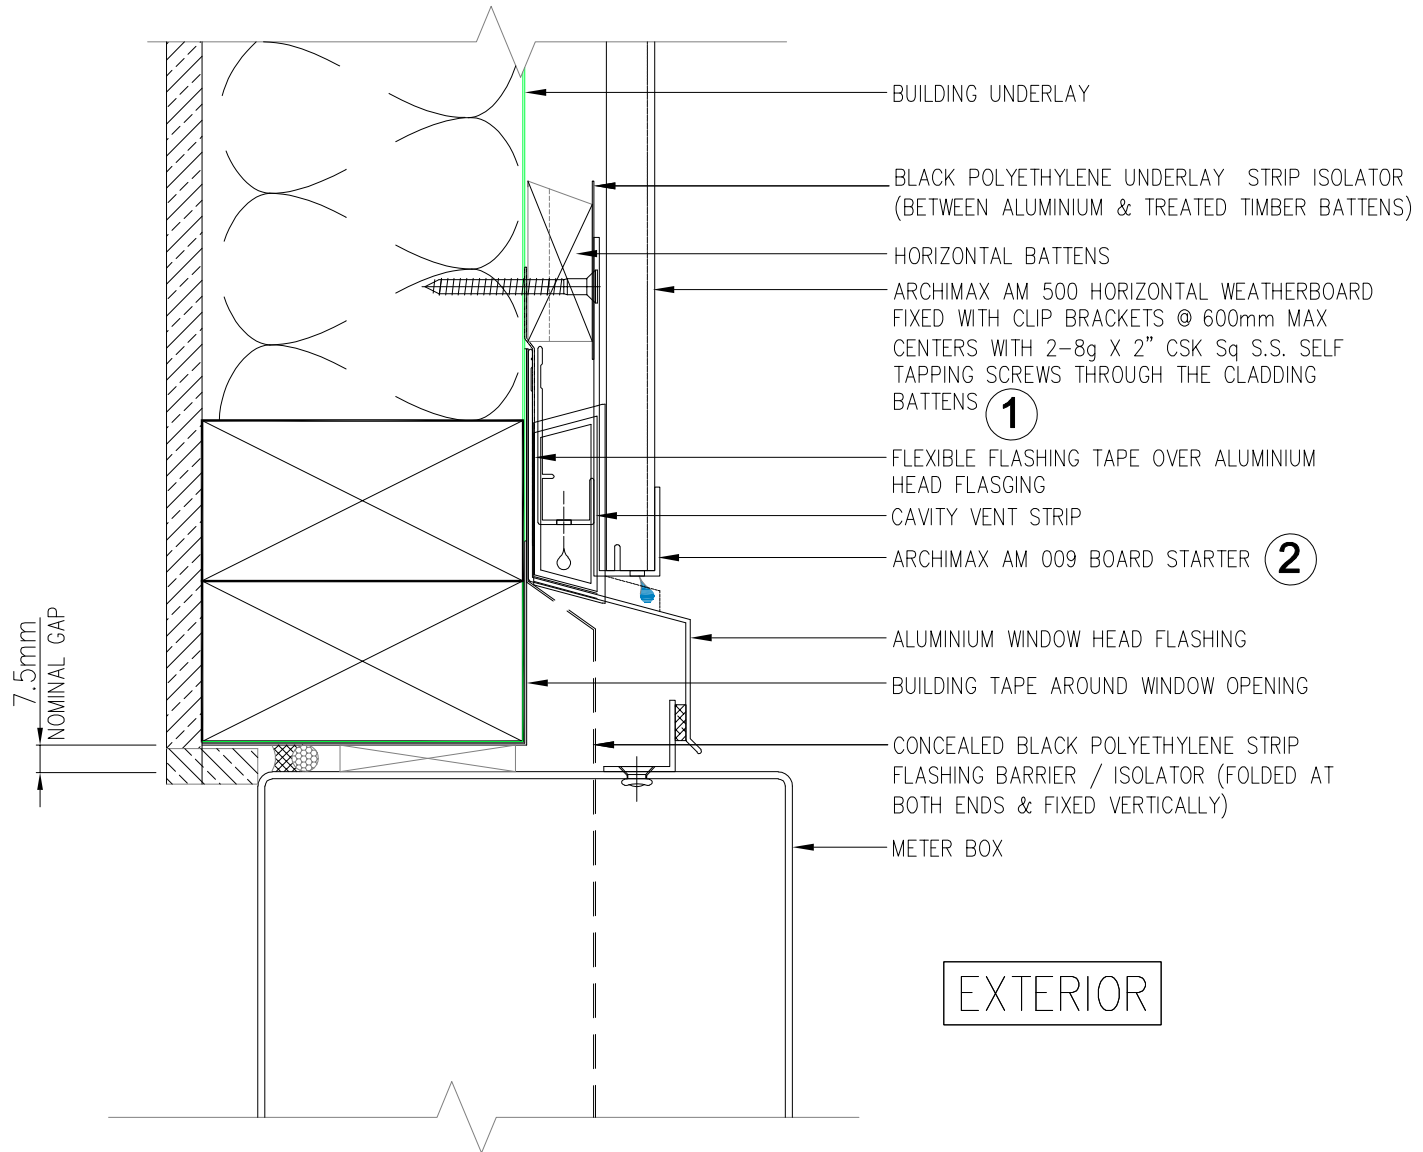 BUILDING UNDERLAY
BLACK POLYETHYLENE UNDERLAY STRIP ISOLATOR
(BETWEEN ALUMINIUM & TREATED TIMBER BATTENS)
HORIZONTAL BATTENS
ARCHIMAX AM 500 HORIZONTAL WEATHERBOARD
FIXED WITH CLIP BRACKETS @ 600mm MAX
CENTERS WITH 2-8g X 2" CSK Sq S.S. SELF
TAPPING SCREWS THROUGH THE CLADDING
BATTENS 1
FLEXIBLE FLASHING TAPE OVER ALUMINIUM
HEAD FLASGING
CAVITY VENT STRIP
ARCHIMAX AM 009 BOARD STARTER 2
ALUMINIUM WINDOW HEAD FLASHING
BUILDING TAPE AROUND WINDOW OPENING
CONCEALED BLACK POLYETHYLENE STRIP
FLASHING BARRIER / ISOLATOR (FOLDED AT
BOTH ENDS & FIXED VERTICALLY)
METER BOX
7.5mm
NOMINAL GAP
EXTERIOR